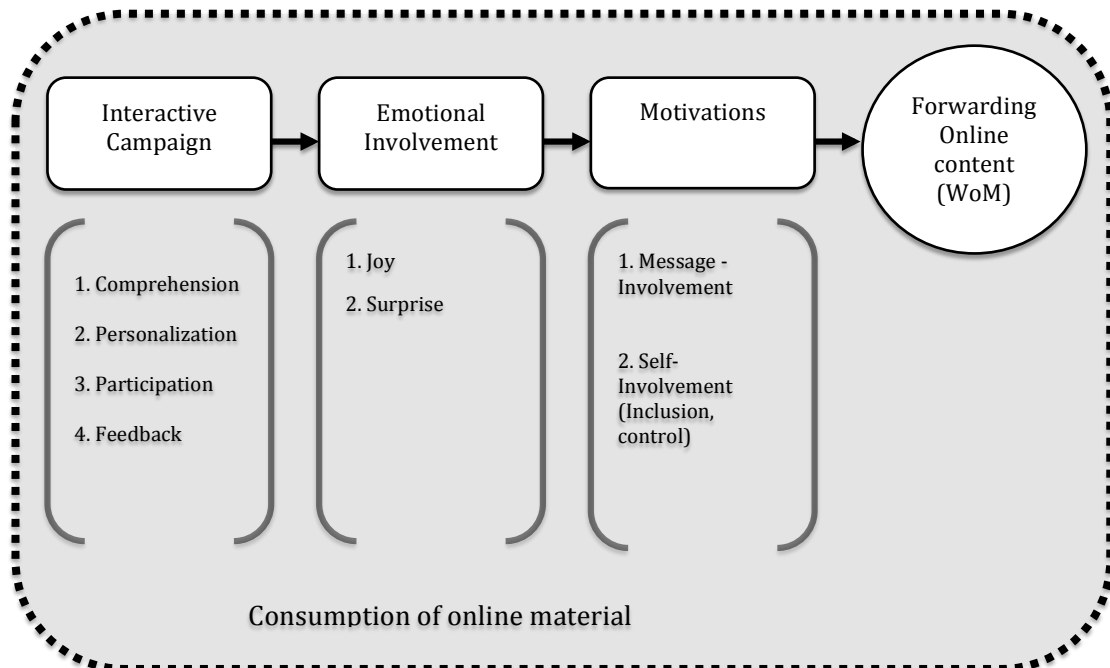 Interactive
Campaign
Emotional
Involvement
Motivations
Forwarding
Online
content
(WoM)
1. Comprehension
2. Personalization
3. Participation
4. Feedback
1. Joy
2. Surprise
1. Message -
Involvement
2. Self-
Involvement
(Inclusion,
control)
Consumption of online material